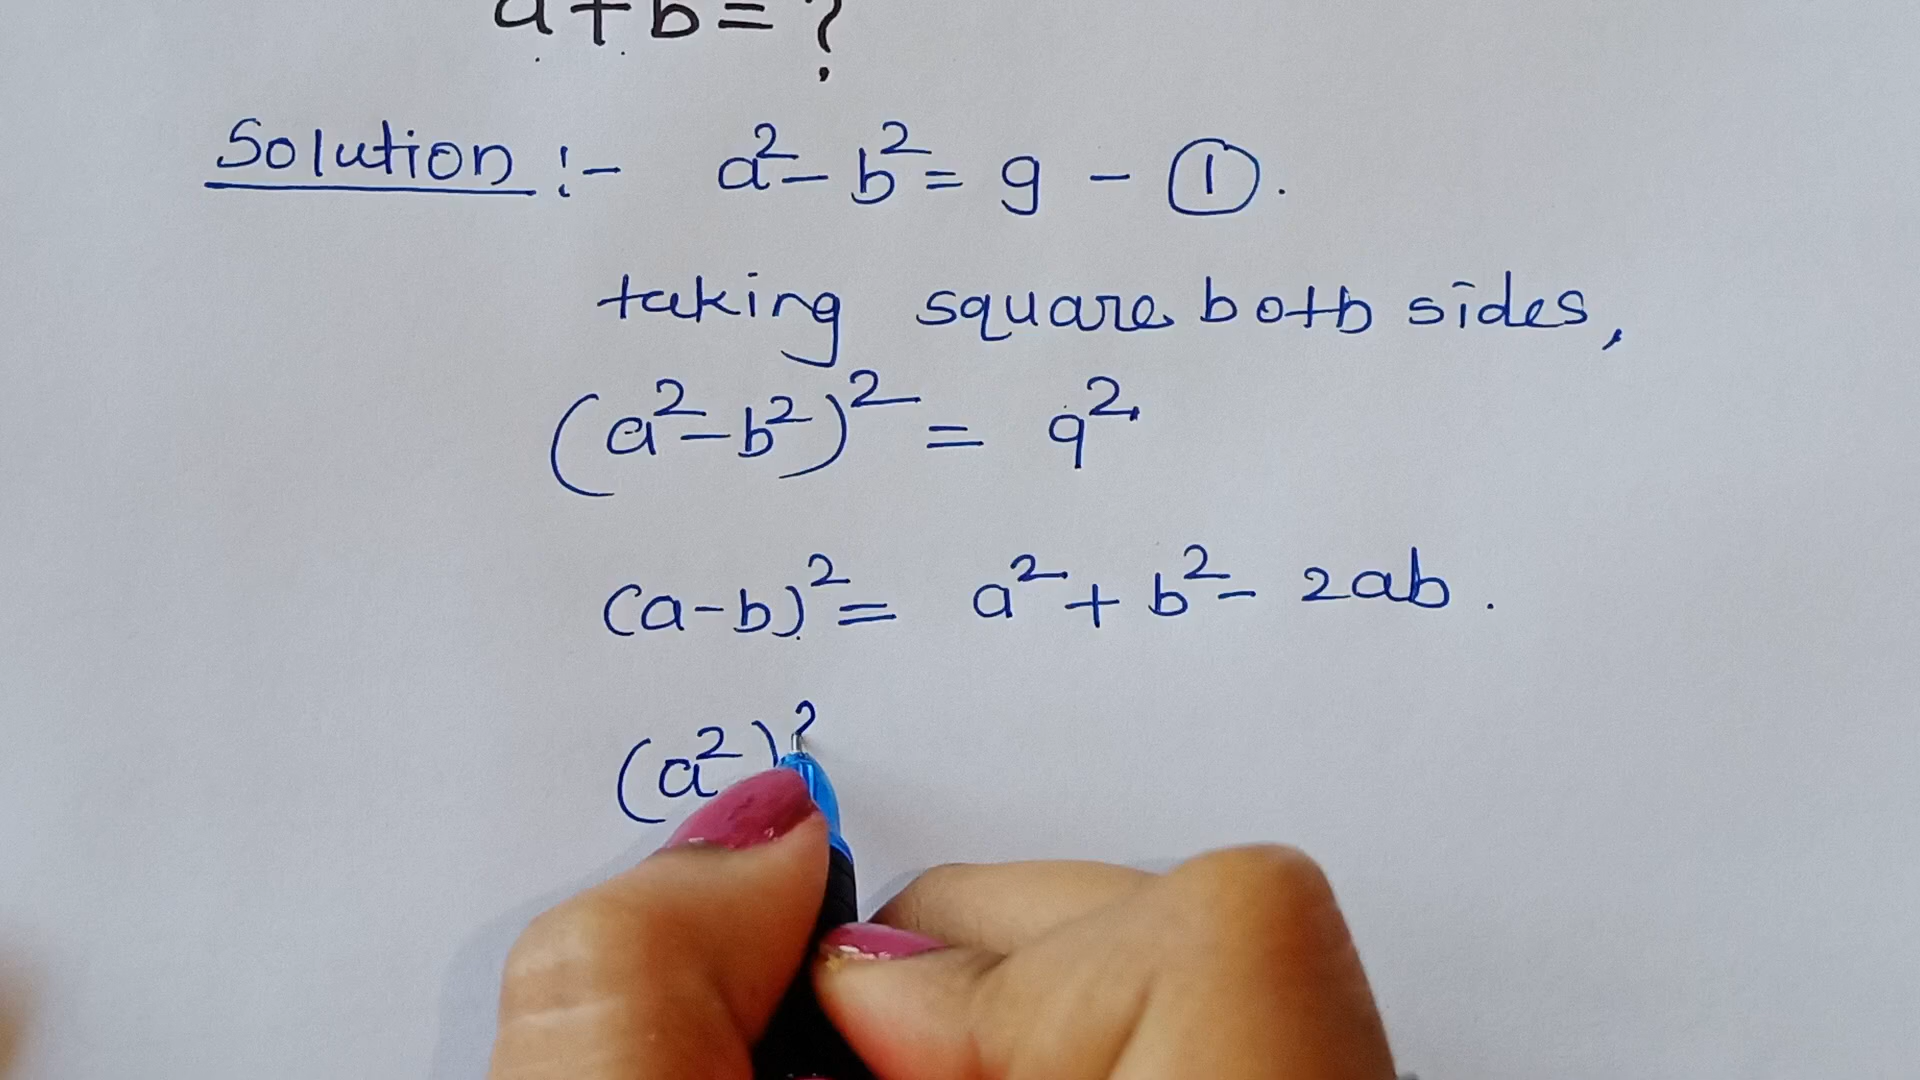 a+b=?
Solution :- a²-b²= 9 - ①.
taking square both sides,
(a²-b²)² = 9²
(a-b)² = a² + b² - 2ab.
(a²)²